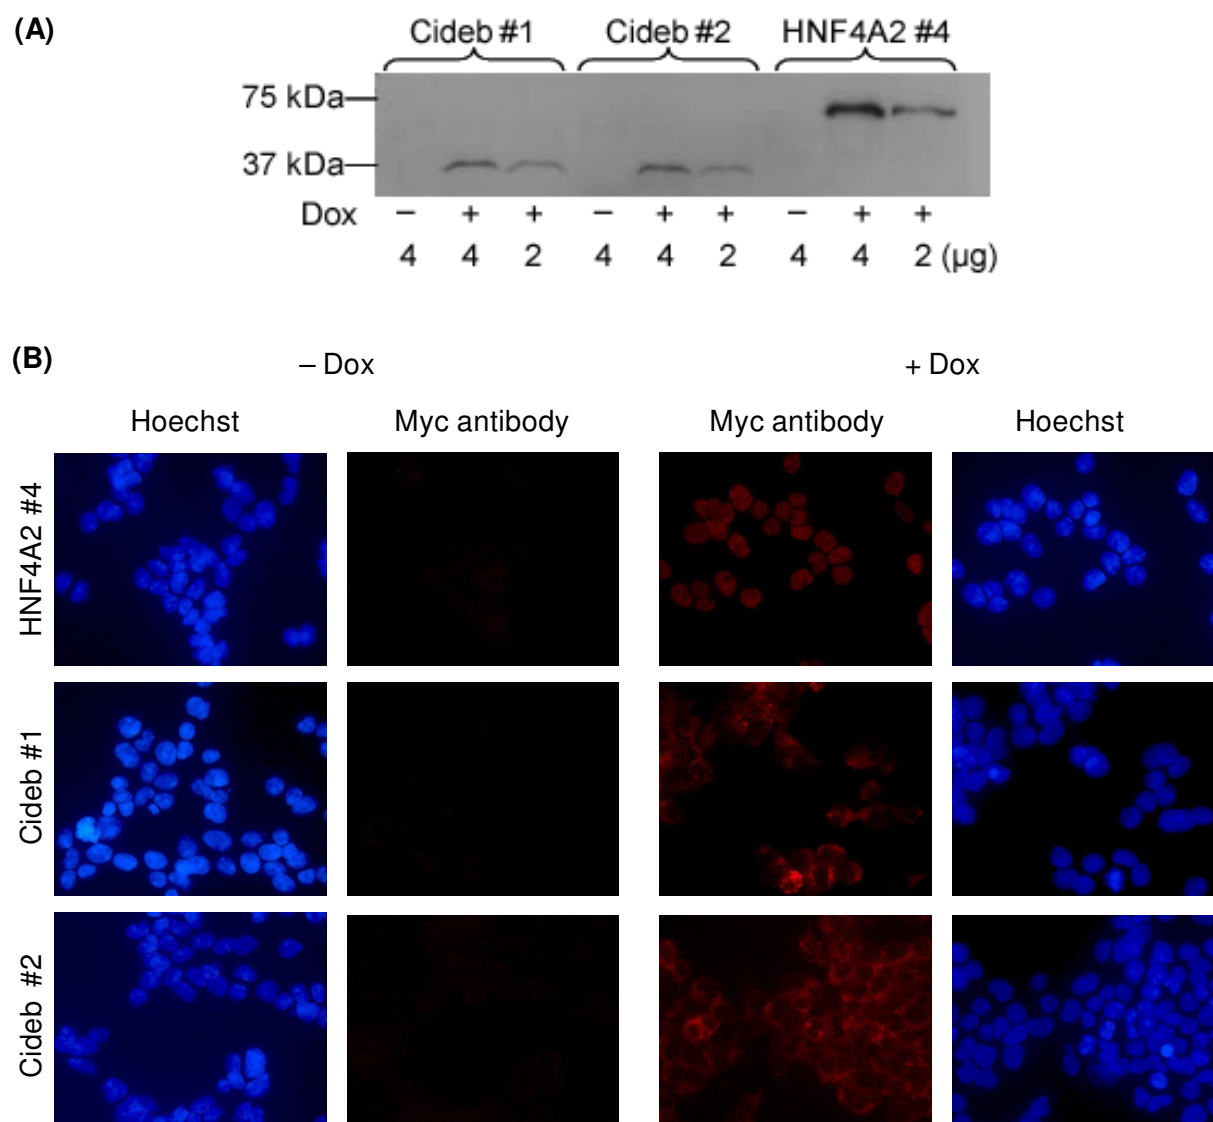 (A)
Cideb #1 Cideb #2 HNF4A2 #4
75 kDa
37 kDa
Dox – + + – + + – + +
4 4 2 4 4 2 4 4 2 (µg)
(B)
– Dox + Dox
Hoechst Myc antibody Myc antibody Hoechst
HNF4A2 #4
Cideb #1
Cideb #2